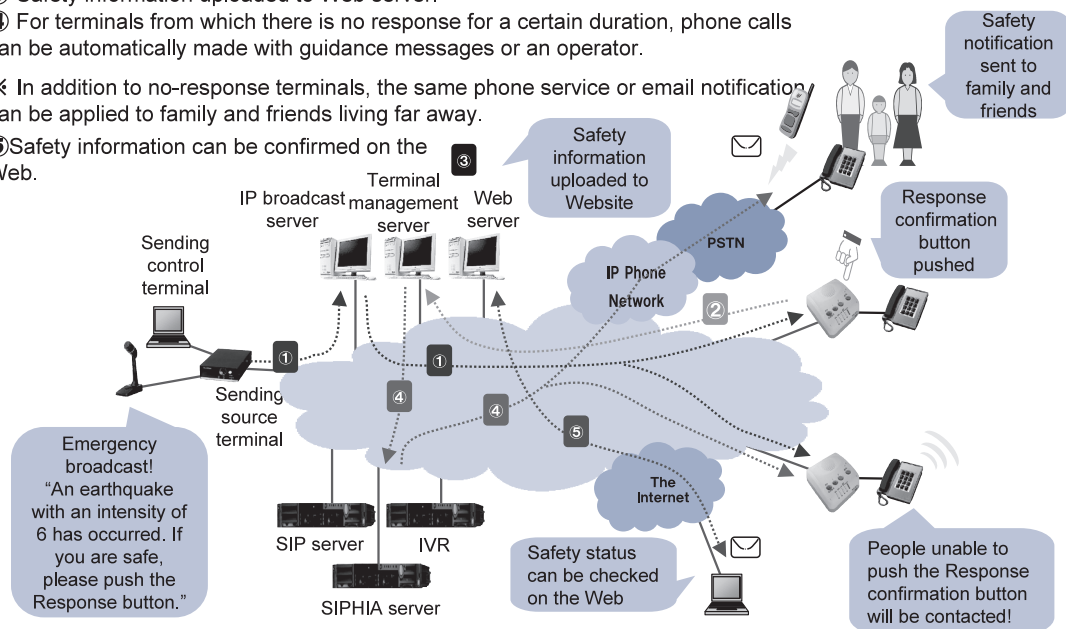 ③ Safety information uploaded to Web server.
④ For terminals from which there is no response for a certain duration, phone calls
an be automatically made with guidance messages or an operator.
※ In addition to no-response terminals, the same phone service or email notification
an be applied to family and friends living far away.
⑤Safety information can be confirmed on the
Web.
Safety
notification
sent to
family and
friends
③
Safety
information
uploaded to
Website
IP broadcast
server
Terminal
management
server
Web
server
Response
confirmation
button
pushed
PSTN
IP Phone
Network
Sending
control
terminal
②
①
①
Sending
source
terminal
④
④
⑤
Emergency
broadcast!
“An earthquake
with an intensity of
6 has occurred. If
you are safe,
please push the
Response button.”
The
Internet
SIP server
IVR
SIPHIA server
Safety status
can be checked
on the Web
People unable to
push the Response
confirmation button
will be contacted!